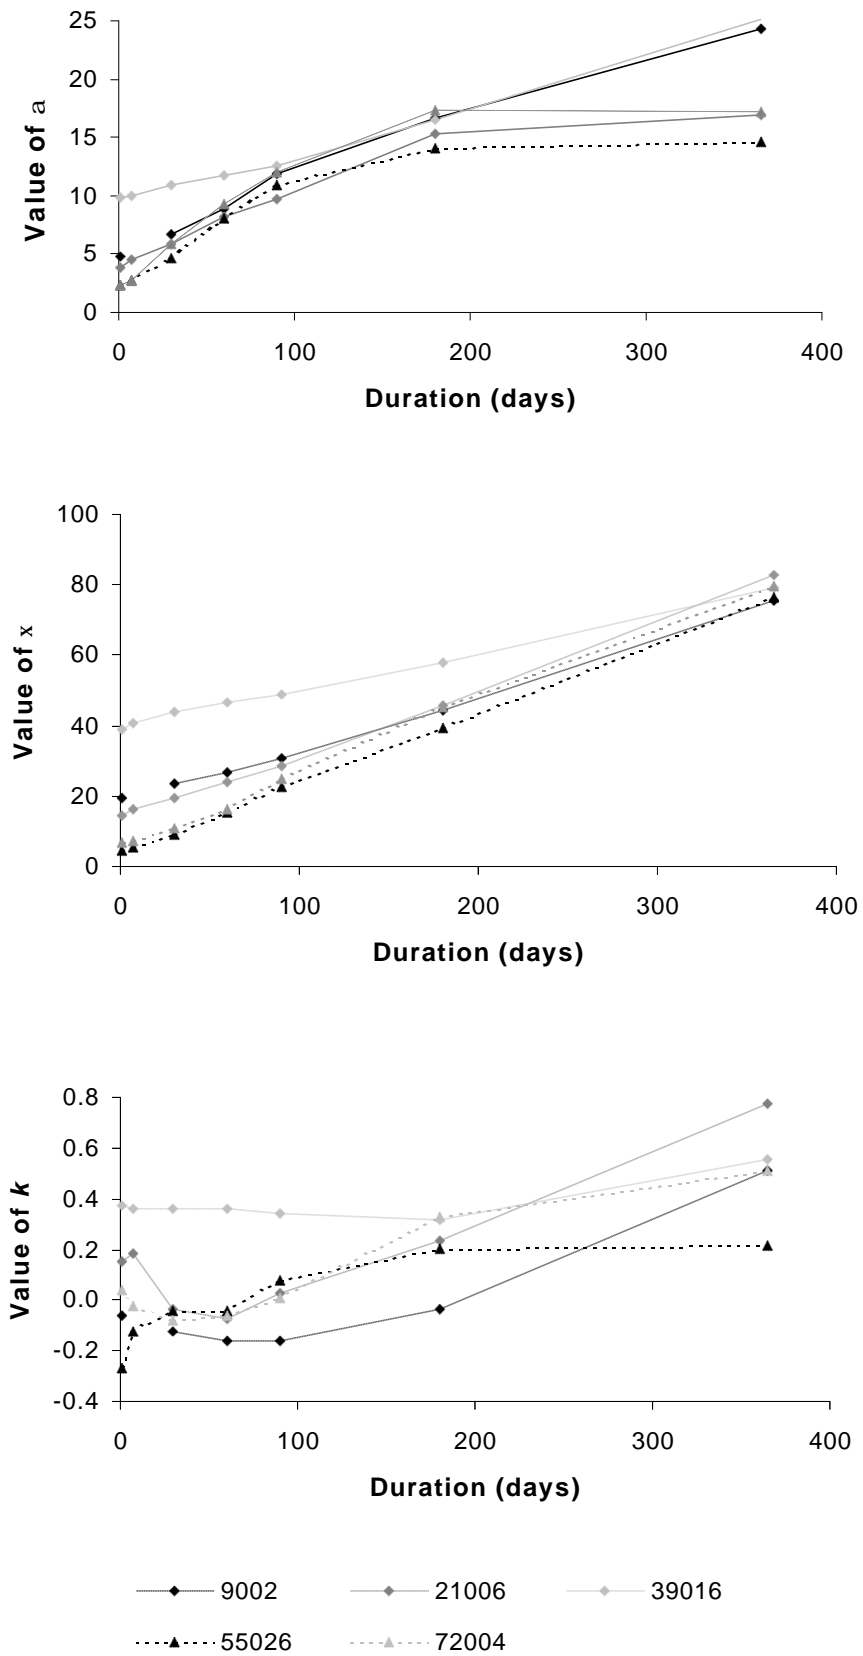 25
20
15
10
5
0
Value of a
0 100 200 300 400
Duration (days)
100
80
60
40
20
0
Value of x
0 100 200 300 400
Duration (days)
0.8
0.6
0.4
0.2
0.0
-0.2
-0.4
Value of k
0 100 200 300 400
Duration (days)
9002 21006 39016
55026 72004